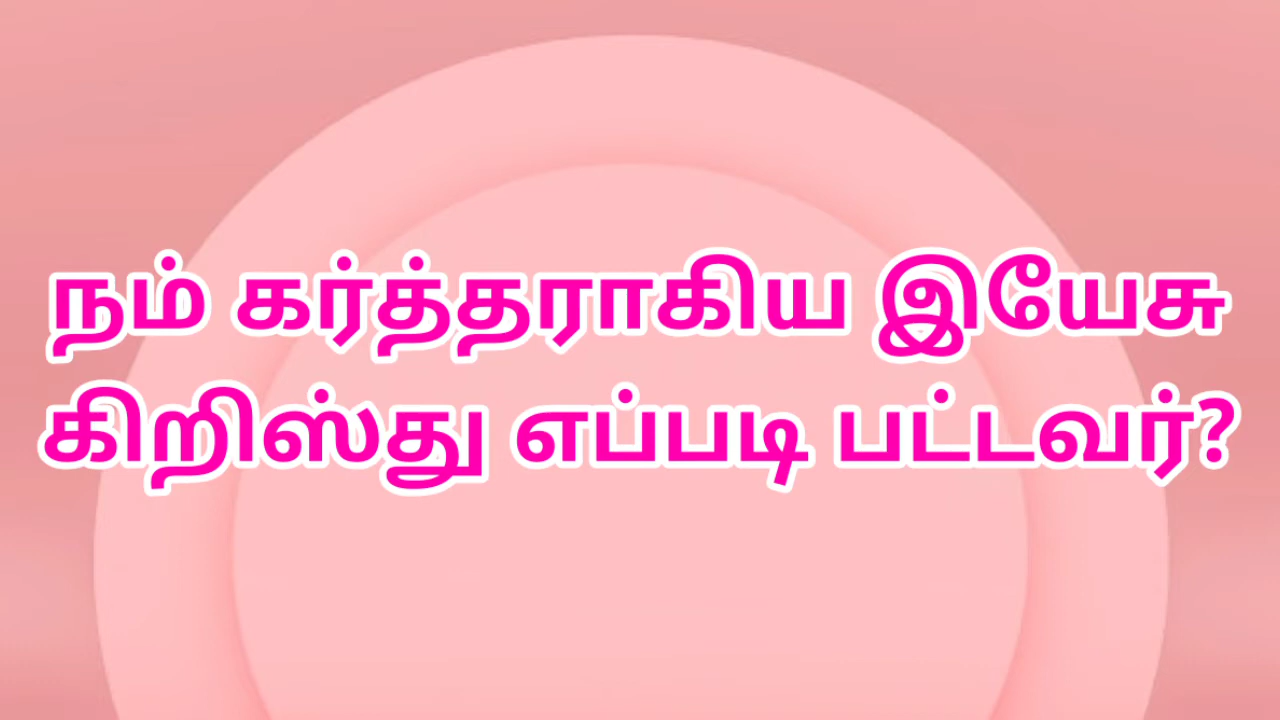 நம் கர்த்தராகிய இயேசு
கிறிஸ்து எப்படி பட்டவர்?